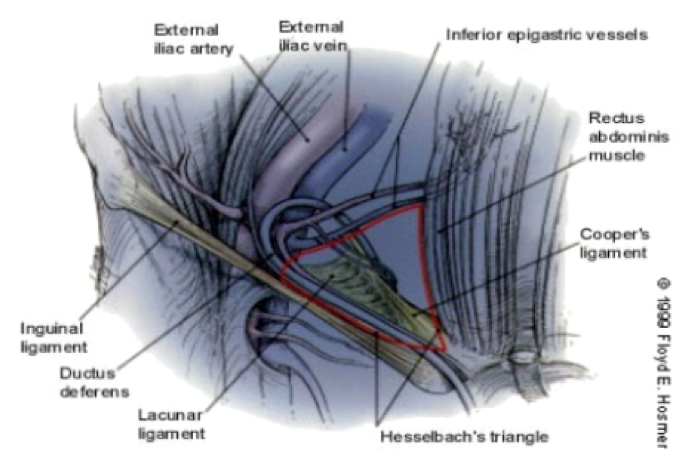 External
iliac artery
External
iliac vein
Inferior epigastric vessels
Rectus
abdominis
muscle
Cooper's
ligament
Inguinal
ligament
Ductus
deferens
Lacunar
ligament
Hesselbach's triangle
© 1999 Floyd E. Hosmer